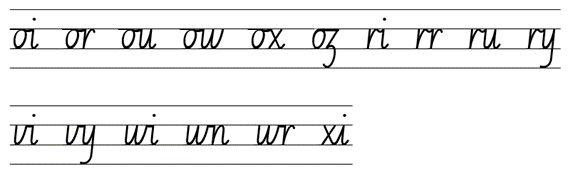 oi or ou ow ox oz ri rr ru ry
vi vy wi wn wr xi